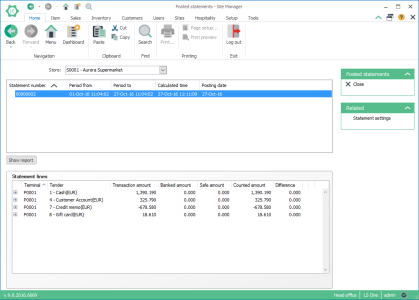 Posted statements - Site Manager
Home Item Sales Inventory Customers Users Sites Hospitality Setup Tools
Back Forward Menu Dashboard Paste Cut Copy Search Print... Page setup... Print preview Log out
Navigation Clipboard Find Printing Exit
Store: S0001 - Aurora Supermarket
Statement number Period from Period to Calculated time Posting date
00000002 01-Oct-16 11:04:02 27-Oct-16 11:04:02 27-Oct-16 11:11:09 27-Oct-16
Posted statements
Close
Related
Statement settings
Show report
Statement lines:
Terminal Tender Transaction amount Banked amount Safe amount Counted amount Difference
P0001 1 - Cash(EUR) 1,390.190 0.000 0.000 1,390.190 0.000
P0001 4 - Customer Account(EUR) 325.790 0.000 0.000 325.790 0.000
P0001 7 - Credit memo(EUR) -678.580 0.000 0.000 -678.580 0.000
P0001 8 - Gift card(EUR) 18.610 0.000 0.000 18.610 0.000
Head office LS One admin